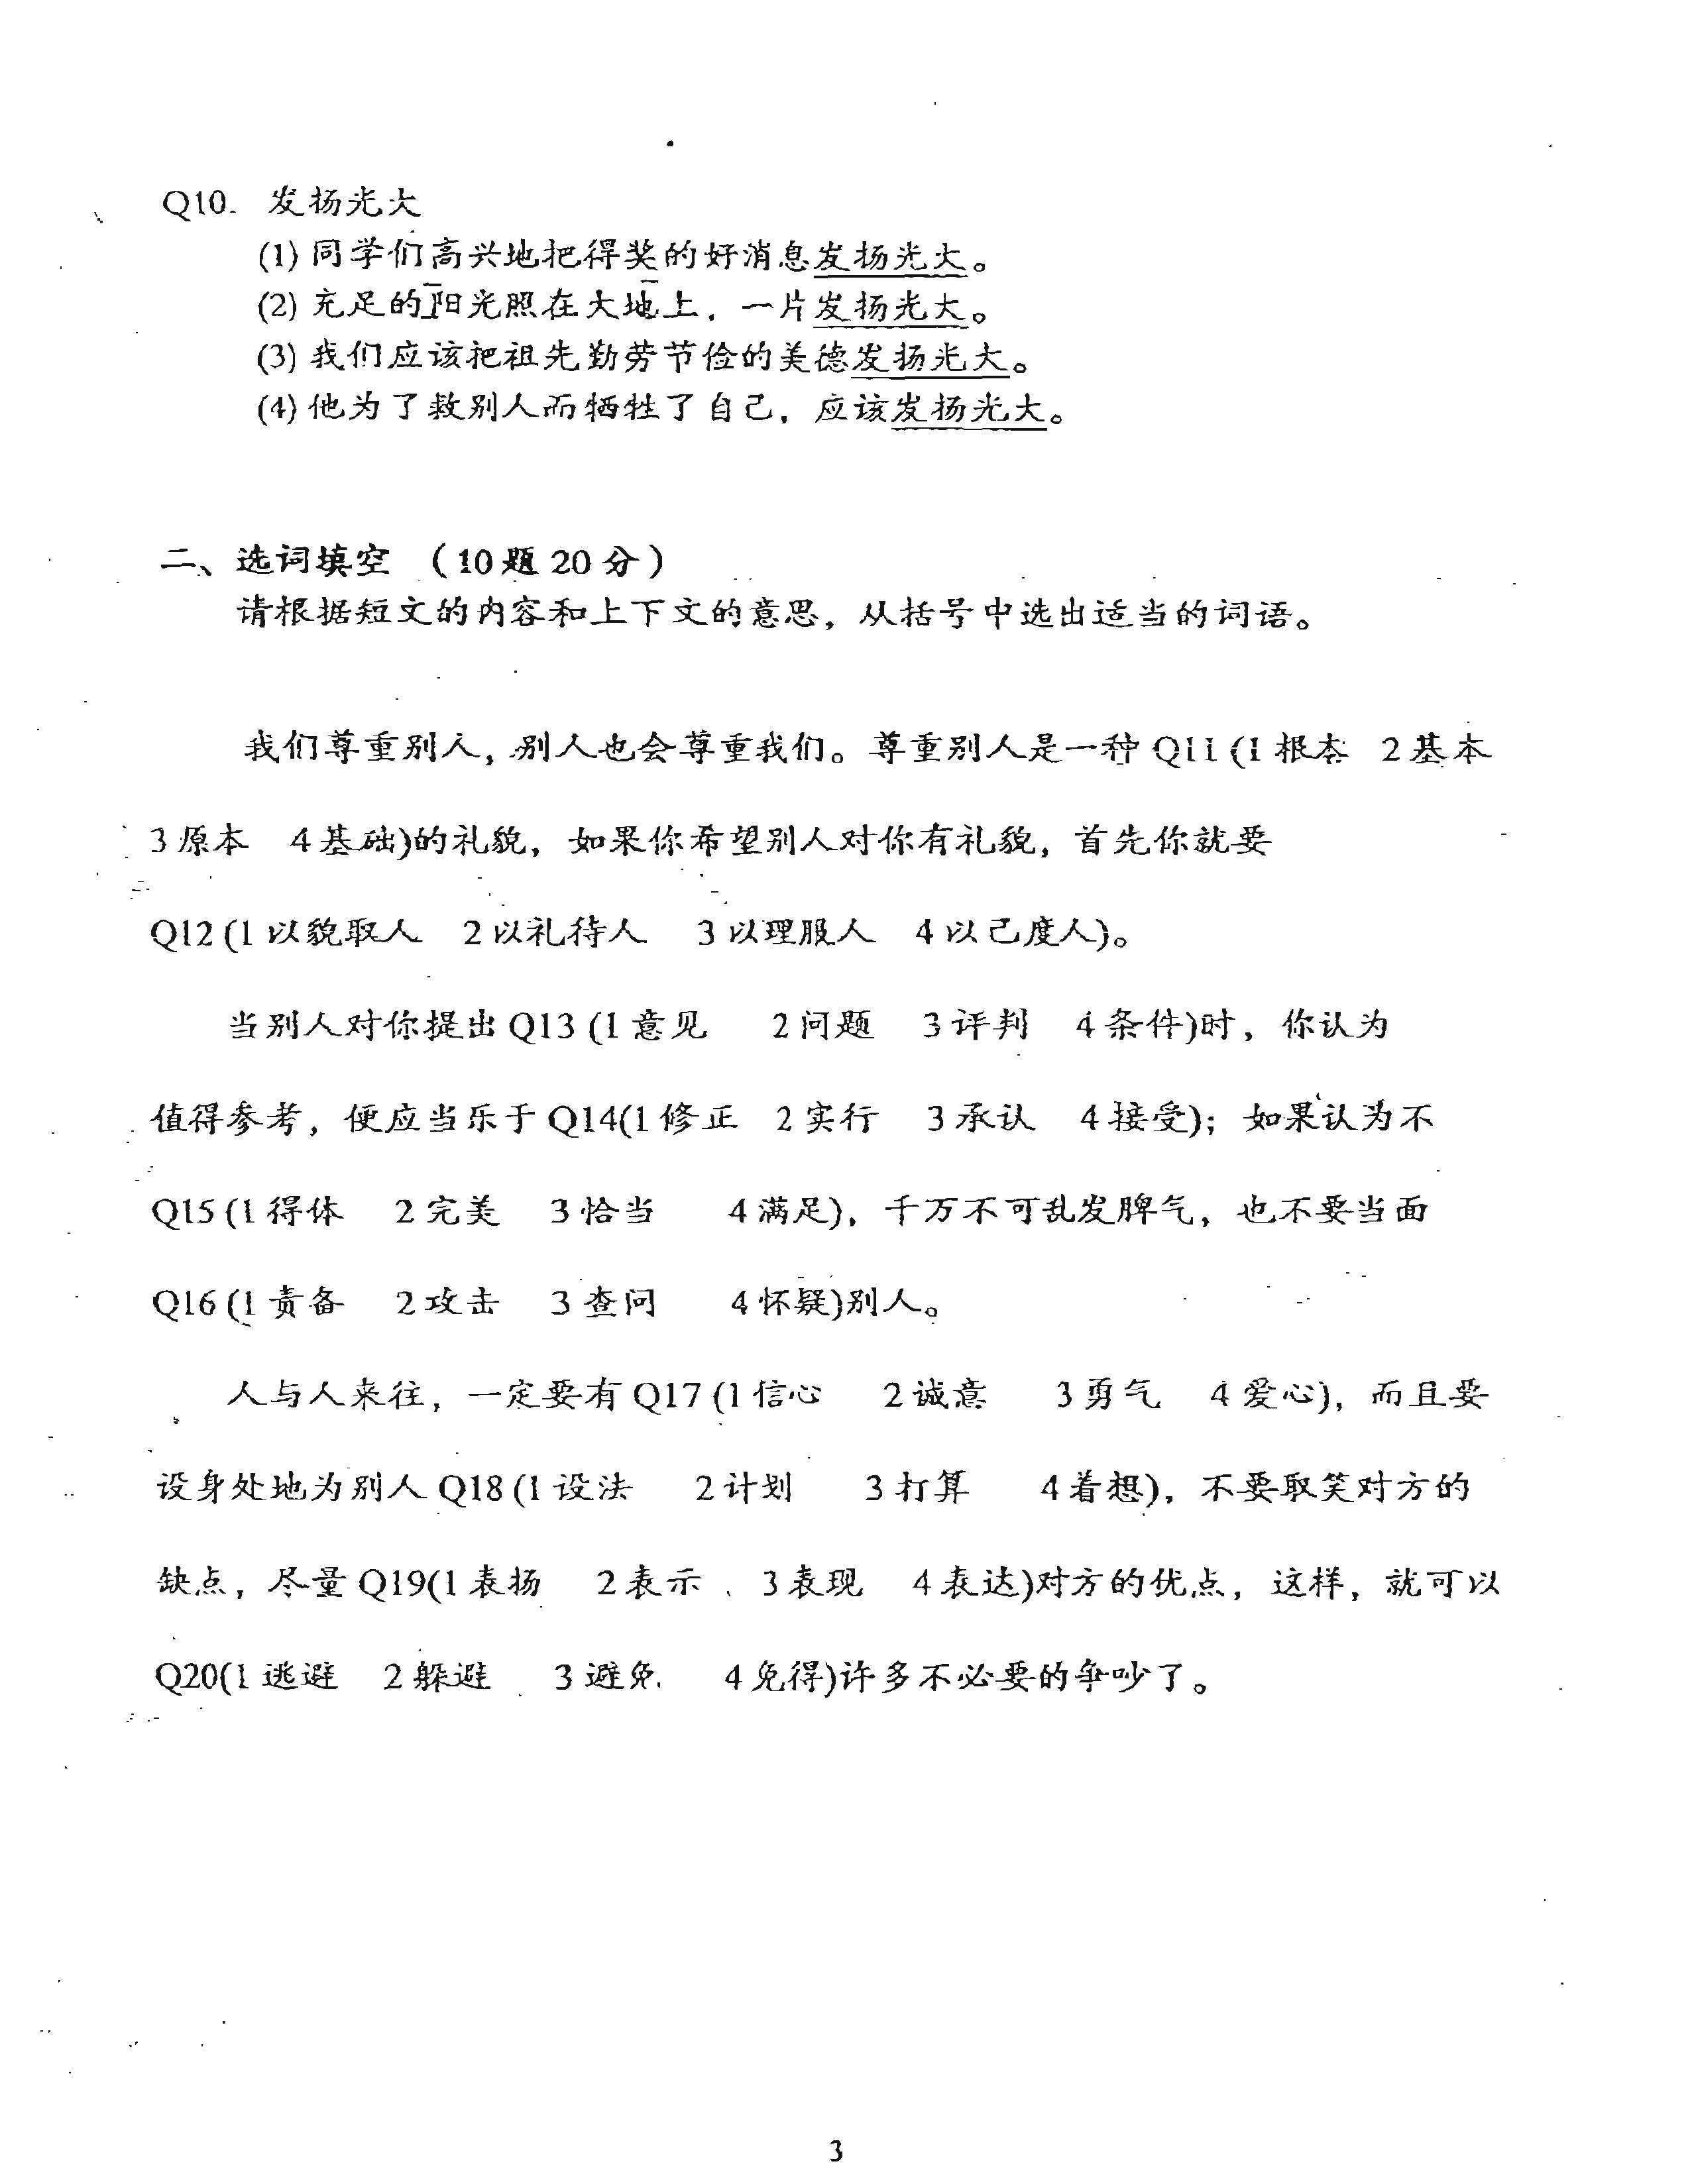 Q10. 发扬光大
(1) 同学们高兴地把得奖的好消息发扬光大。
(2) 充足的阳光照在大地上，一片发扬光大。
(3) 我们应该把祖先勤劳节俭的美德发扬光大。
(4) 他为了救别人而牺牲了自己，应该发扬光大。
二、选词填空 （10题 20分）
请根据短文的内容和上下文的意思，从括号中选出适当的词语。
我们尊重别人，别人也会尊重我们。尊重别人是一种 Q11 (1 根本 2 基本
3 原本 4 基础)的礼貌，如果你希望别人对你有礼貌，首先你就要
Q12 (1 以貌取人 2 以礼待人 3 以理服人 4 以己度人)。
当别人对你提出 Q13 (1 意见 2 问题 3 评判 4 条件)时，你认为
值得参考，便应当乐于 Q14(1 修正 2 实行 3 承认 4 接受)；如果认为不
Q15 (1 得体 2 完美 3 恰当 4 满足)，千万不可乱发脾气，也不要当面
Q16 (1 责备 2 攻击 3 查问 4 怀疑)别人。
人与人来往，一定要有 Q17 (1 信心 2 诚意 3 勇气 4 爱心)，而且要
设身处地为别人 Q18 (1 设法 2 计划 3 打算 4 着想)，不要取笑对方的
缺点，尽量 Q19(1 表扬 2 表示 3 表现 4 表达)对方的优点，这样，就可以
Q20(1 逃避 2 躲避 3 避免 4 免得)许多不必要的争吵了。
3